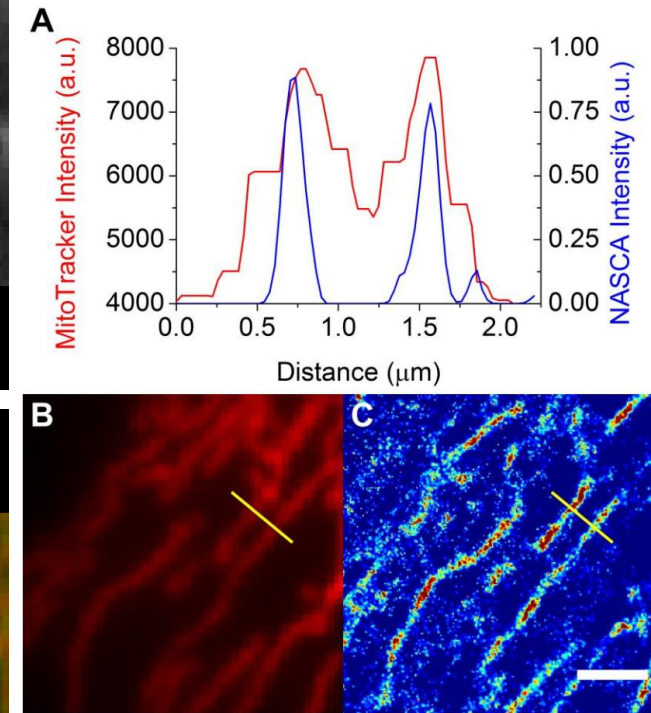 A
MitoTracker Intensity (a.u.)
8000
7000
6000
5000
4000
1.00
0.75
0.50
0.25
0.00
NASCA Intensity (a.u.)
0.0 0.5 1.0 1.5 2.0
Distance (μm)
B
C